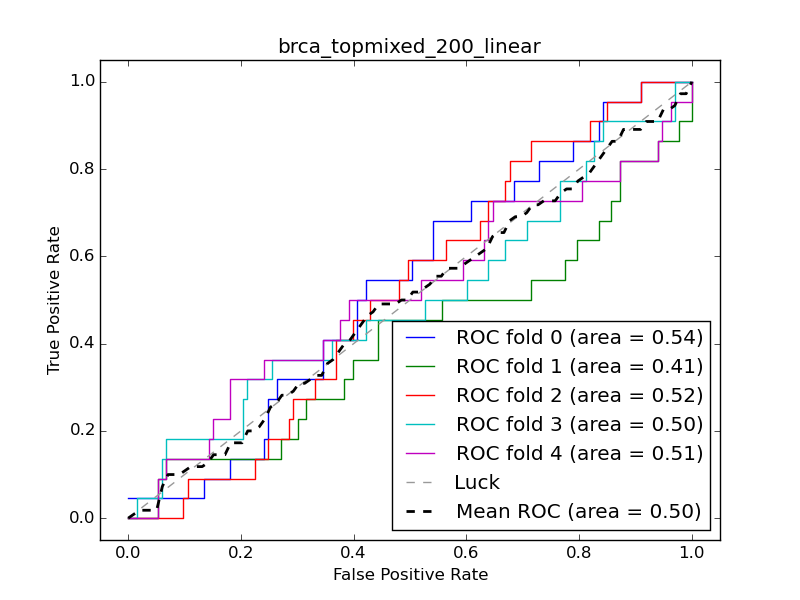 brca_topmixed_200_linear
True Positive Rate
1.0
0.8
0.6
0.4
0.2
0.0
ROC fold 0 (area = 0.54)
ROC fold 1 (area = 0.41)
ROC fold 2 (area = 0.52)
ROC fold 3 (area = 0.50)
ROC fold 4 (area = 0.51)
Luck
Mean ROC (area = 0.50)
0.0 0.2 0.4 0.6 0.8 1.0
False Positive Rate